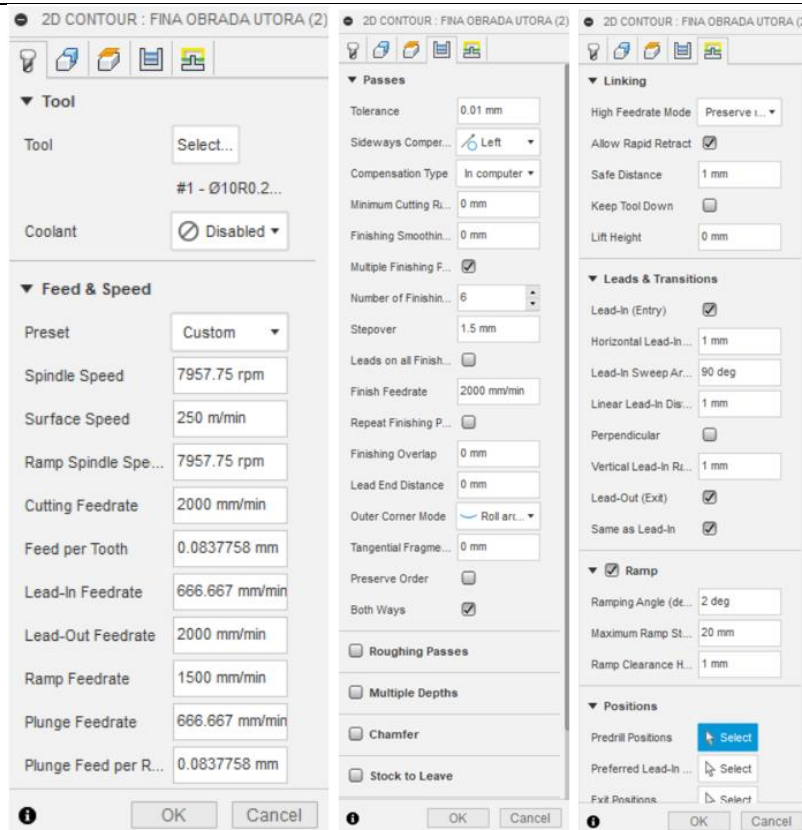 2D CONTOUR : FINA OBRADA UTORA (2)
Tool
Tool Select...
#1 - Ø10R0.2...
Coolant Disabled
Feed & Speed
Preset Custom
Spindle Speed 7957.75 rpm
Surface Speed 250 m/min
Ramp Spindle Spe... 7957.75 rpm
Cutting Feedrate 2000 mm/min
Feed per Tooth 0.0837758 mm
Lead-In Feedrate 666.667 mm/min
Lead-Out Feedrate 2000 mm/min
Ramp Feedrate 1500 mm/min
Plunge Feedrate 666.667 mm/min
Plunge Feed per R... 0.0837758 mm
OK Cancel
2D CONTOUR : FINA OBRADA UTORA (2)
Passes
Tolerance 0.01 mm
Sideways Comper... Left
Compensation Type In computer
Minimum Cutting Ra... 0 mm
Finishing Smoothin... 0 mm
Multiple Finishing P...
Number of Finishin... 6
Stepover 1.5 mm
Leads on all Finish...
Finish Feedrate 2000 mm/min
Repeat Finishing P...
Finishing Overlap 0 mm
Lead End Distance 0 mm
Outer Corner Mode Roll arc...
Tangential Fragme... 0 mm
Preserve Order
Both Ways
Roughing Passes
Multiple Depths
Chamfer
Stock to Leave
OK Cancel
2D CONTOUR : FINA OBRADA UTORA (2
Linking
High Feedrate Mode Preserve r...
Allow Rapid Retract
Safe Distance 1 mm
Keep Tool Down
Lift Height 0 mm
Leads & Transitions
Lead-In (Entry)
Horizontal Lead-In... 1 mm
Lead-In Sweep Ar... 90 deg
Linear Lead-In Dis... 1 mm
Perpendicular
Vertical Lead-In Ra... 1 mm
Lead-Out (Exit)
Same as Lead-In
Ramp
Ramping Angle (de... 2 deg
Maximum Ramp St... 20 mm
Ramp Clearance H... 1 mm
Positions
Predrill Positions Select
Preferred Lead-In ... Select
Exit Positions Select
OK Cancel